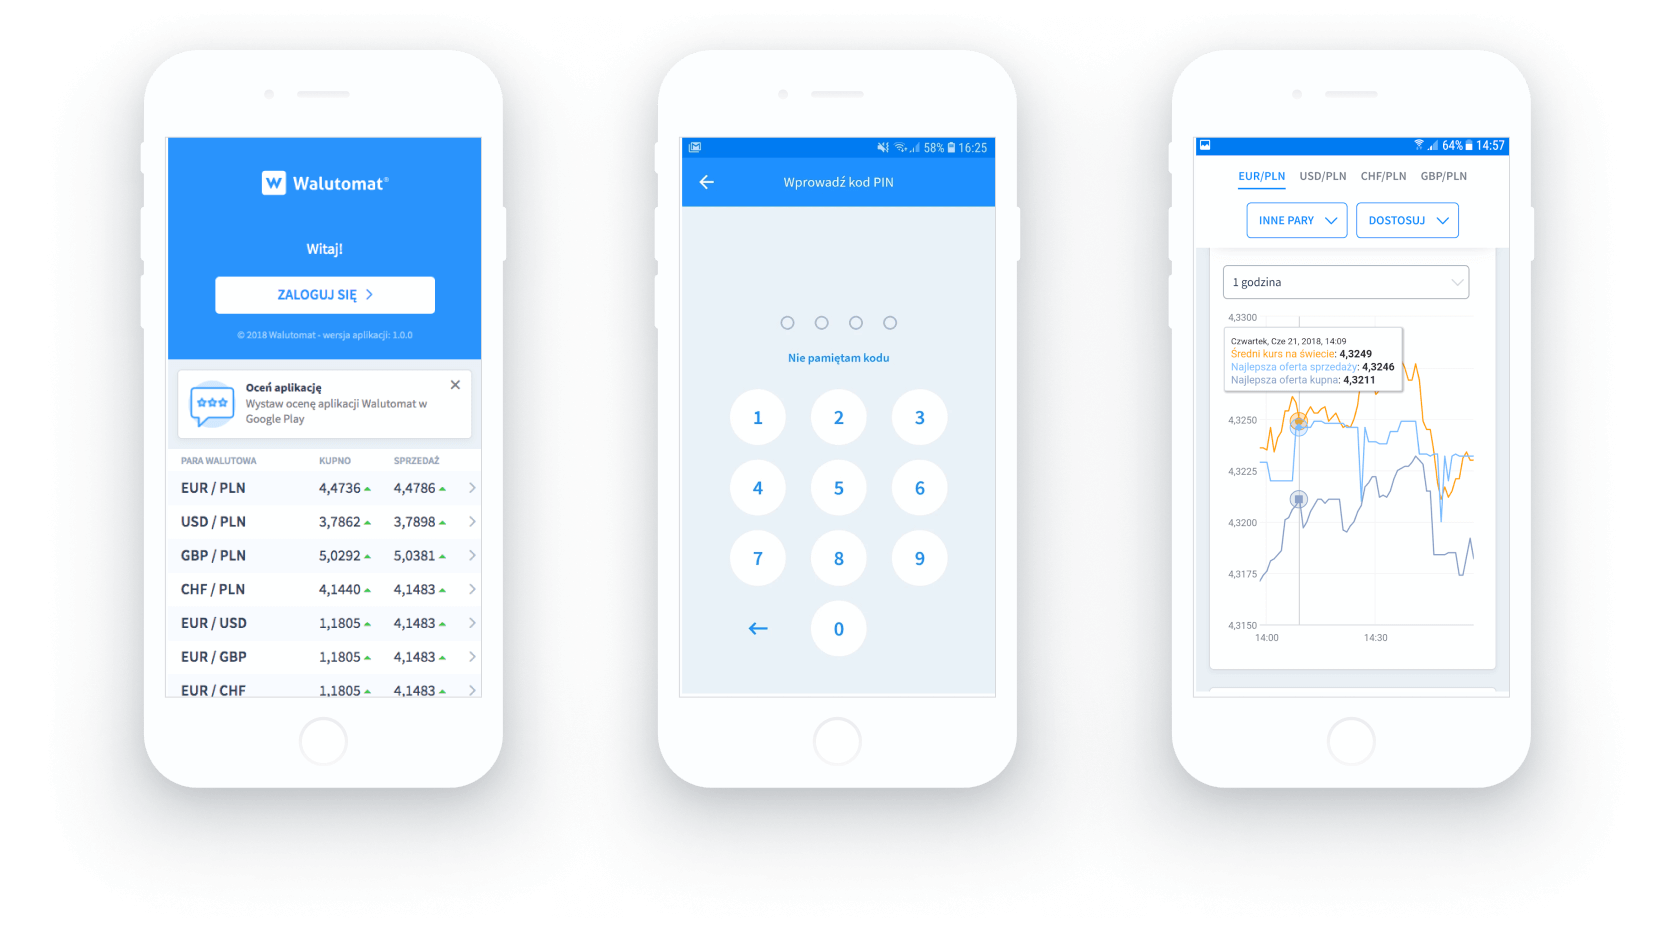 W Walutomat®
Witaj!
ZALOGUJ SIĘ
© 2018 Walutomat - wersja aplikacji: 1.0.0
Oceń aplikację
Wystaw ocenę aplikacji Walutomat w
Google Play
PARA WALUTOWA KUPNO SPRZEDAŻ
EUR / PLN 4,4736 4,4786
USD / PLN 3,7862 3,7898
GBP / PLN 5,0292 5,0381
CHF / PLN 4,1440 4,1483
EUR / USD 1,1805 4,1483
EUR / GBP 1,1805 4,1483
EUR / CHF 1,1805 4,1483
58% 16:25
Wprowadź kod PIN
Nie pamiętam kodu
1 2 3
4 5 6
7 8 9
0
64% 14:57
EUR/PLN USD/PLN CHF/PLN GBP/PLN
INNE PARY DOSTOSUJ
1 godzina
4,3300
Czwartek, Cze 21, 2018, 14:09
Średni kurs na świecie: 4,3249
Najlepsza oferta sprzedaży: 4,3246
Najlepsza oferta kupna: 4,3211
4,3250
4,3225
4,3200
4,3175
4,3150
14:00 14:30